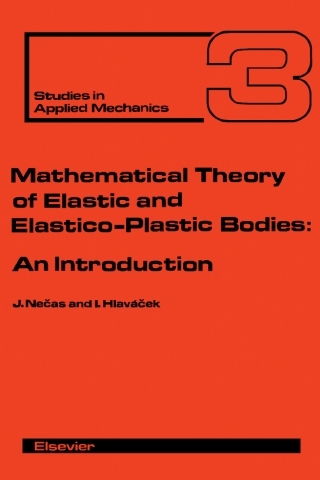 3
Studies in
Applied Mechanics
Mathematical Theory
of Elastic and
Elastico-Plastic Bodies:
An Introduction
J. Nečas and I. Hlaváček
Elsevier